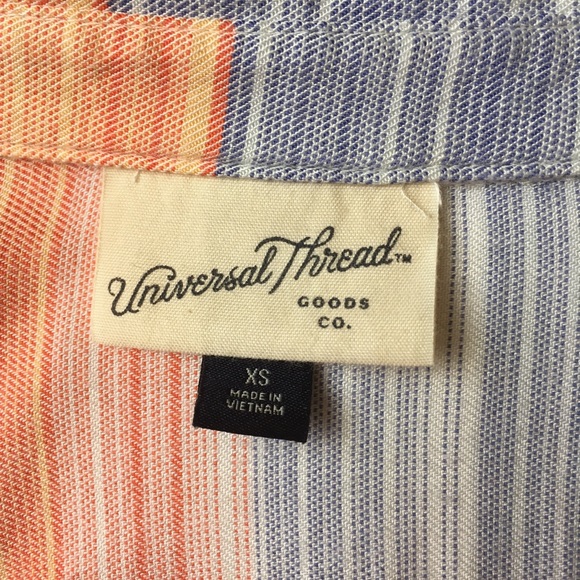 Universal Thread™
GOODS
CO.
XS
MADE IN
VIETNAM